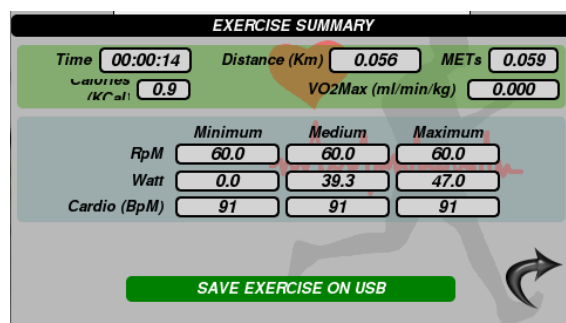 EXERCISE SUMMARY
Time 00:00:14 Distance (Km) 0.056 METs 0.059
Calories (KCal) 0.9 VO2Max (ml/min/kg) 0.000
Minimum Medium Maximum
RpM 60.0 60.0 60.0
Watt 0.0 39.3 47.0
Cardio (BpM) 91 91 91
SAVE EXERCISE ON USB